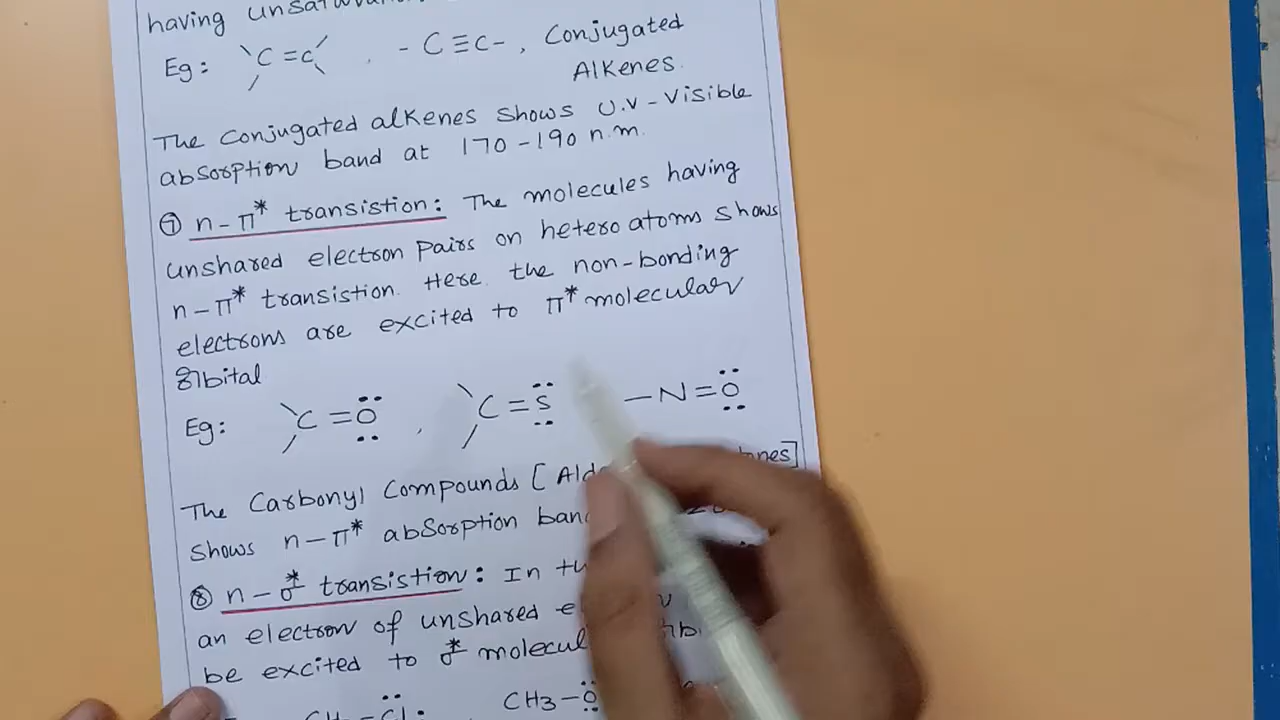 having
Eg: C = C , - C ≡ C - , Conjugated
Alkenes.
The Conjugated alkenes shows U.V - Visible
absorption band at 170 - 190 n.m.
⑦ n - π* transistion: The molecules having
unshared electron pairs on hetero atoms shows
n - π* transistion. Here the non-bonding
electrons are excited to π* molecular
orbital
Eg: C = O , C = S - N = O
The Carbonyl Compounds [
shows n - π* absorption
⑧ n - σ* transistion: In
an electron of unshared
be excited to σ*
CH3 - O